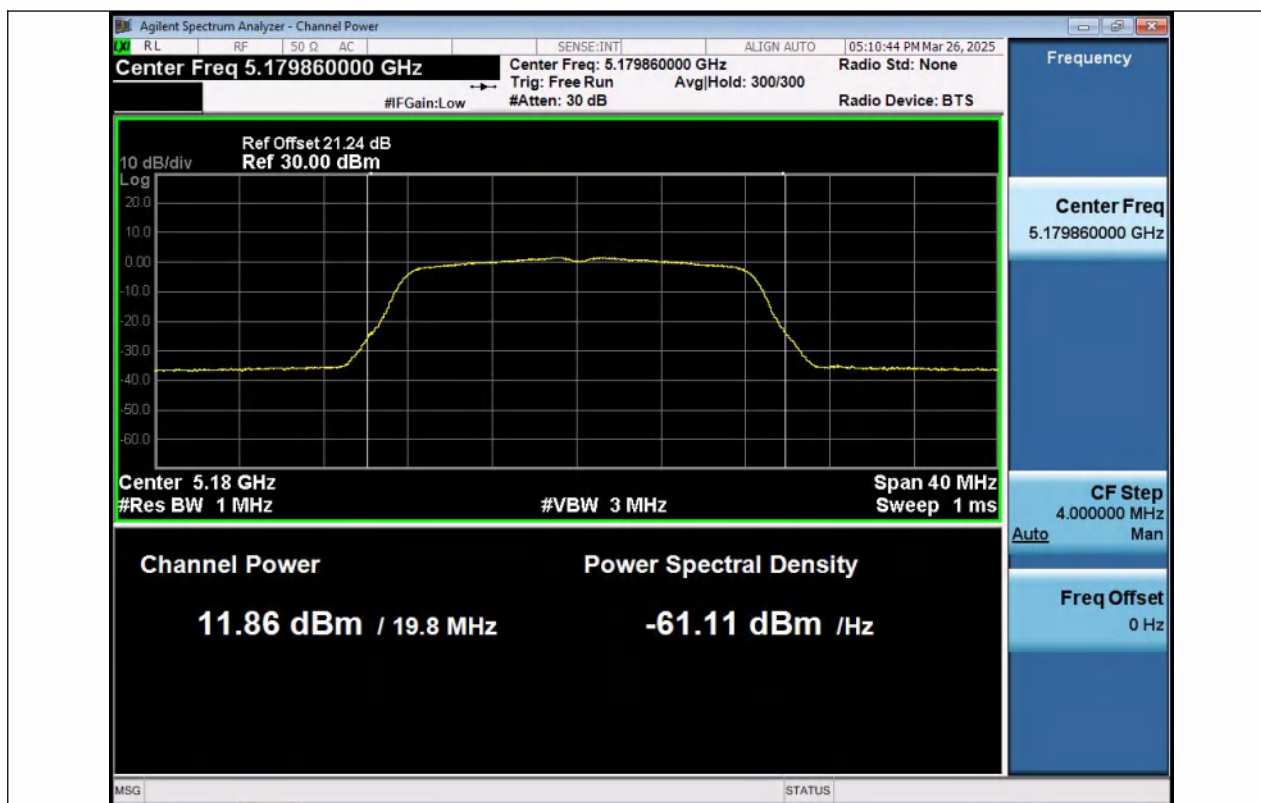 Agilent Spectrum Analyzer - Channel Power
LXI RL RF 50 Ω AC SENSE:INT ALIGN AUTO 05:10:44 PM Mar 26, 2025
Center Freq 5.179860000 GHz
#IFGain:Low
Center Freq: 5.179860000 GHz
Trig: Free Run Avg|Hold: 300/300
#Atten: 30 dB
Radio Std: None
Radio Device: BTS
Ref Offset 21.24 dB
10 dB/div Ref 30.00 dBm
Log
20.0
10.0
0.00
-10.0
-20.0
-30.0
-40.0
-50.0
-60.0
Center 5.18 GHz Span 40 MHz
#Res BW 1 MHz #VBW 3 MHz Sweep 1 ms
Channel Power Power Spectral Density
11.86 dBm / 19.8 MHz -61.11 dBm /Hz
MSG STATUS
Frequency
Center Freq
5.179860000 GHz
CF Step
4.000000 MHz
Auto Man
Freq Offset
0 Hz